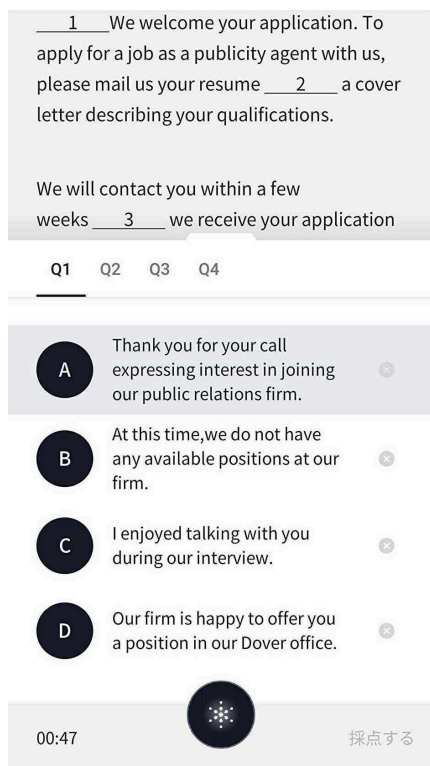 1 We welcome your application. To
apply for a job as a publicity agent with us,
please mail us your resume 2 a cover
letter describing your qualifications.
We will contact you within a few
weeks 3 we receive your application
Q1 Q2 Q3 Q4
A
Thank you for your call
expressing interest in joining
our public relations firm.
B
At this time,we do not have
any available positions at our
firm.
C
I enjoyed talking with you
during our interview.
D
Our firm is happy to offer you
a position in our Dover office.
00:47 採点する